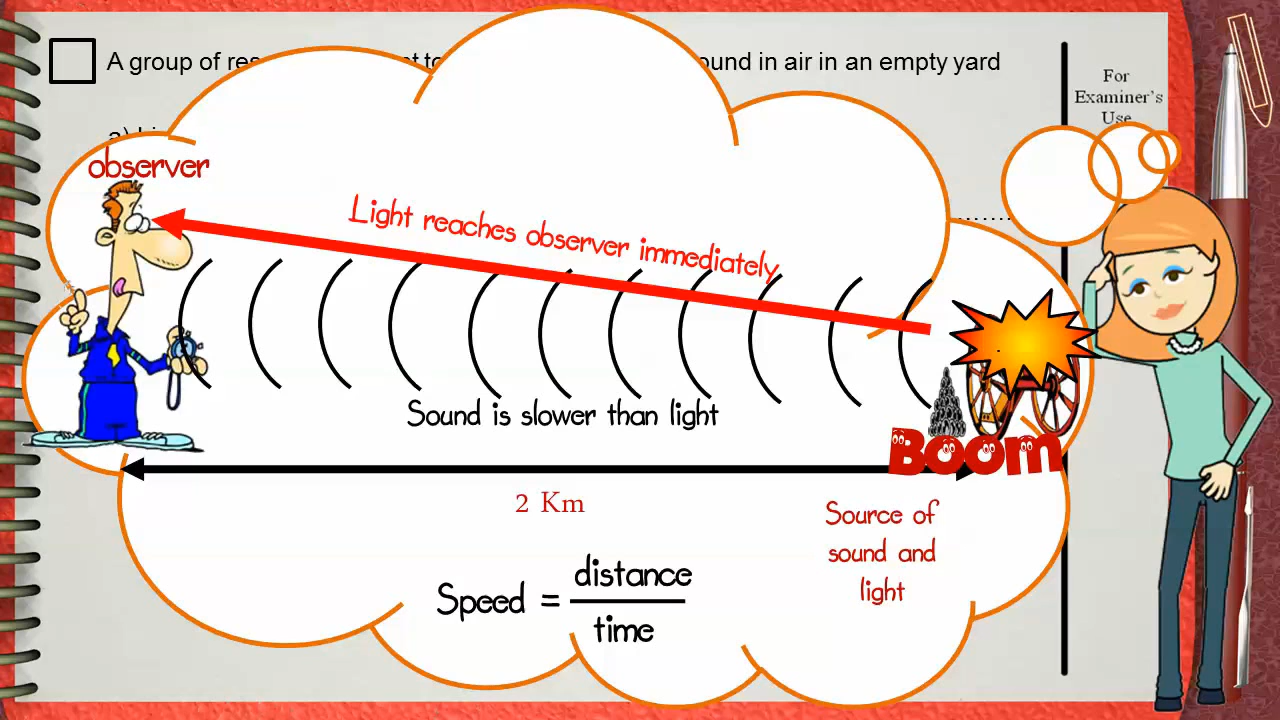 A group of
ound in air in an empty yard
For
Examiner's
Use
observer
Light reaches observer immediately
Sound is slower than light
BOOM
2 Km
Source of
sound and
light
Speed = distance
time